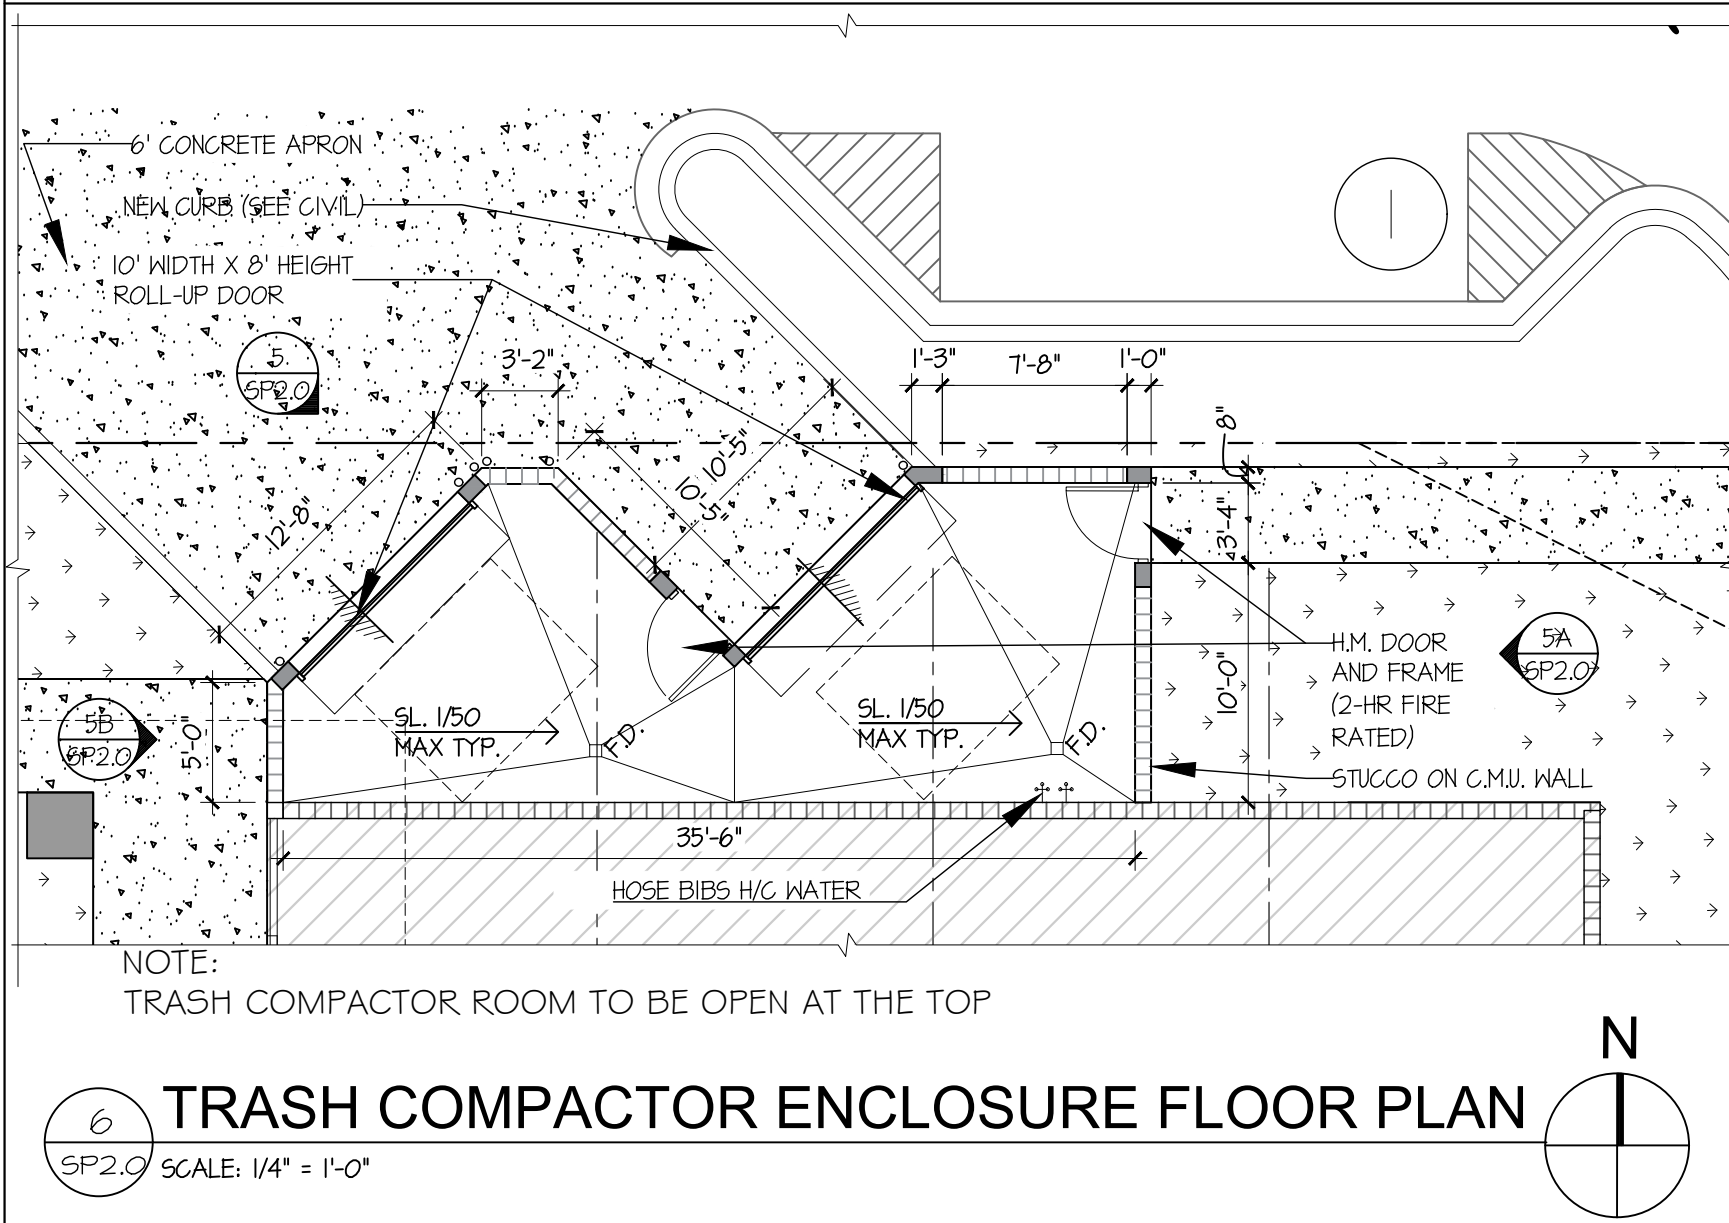 6' CONCRETE APRON
NEW CURB (SEE CIVIL)
10' WIDTH X 8' HEIGHT
ROLL-UP DOOR
5
SP2.0
3'-2"
1'-3"
7'-8"
1'-0"
8"
12'-8"
10'-5"
10'-5"
3'-4"
10'-0"
H.M. DOOR
AND FRAME
(2-HR FIRE
RATED)
5A
SP2.0
5B
SP2.0
5'-0"
SL. 1/50
MAX TYP.
F.D.
SL. 1/50
MAX TYP.
F.D.
STUCCO ON C.M.U. WALL
35'-6"
HOSE BIBS H/C WATER
NOTE:
TRASH COMPACTOR ROOM TO BE OPEN AT THE TOP
N
6
SP2.0
TRASH COMPACTOR ENCLOSURE FLOOR PLAN
SCALE: 1/4" = 1'-0"